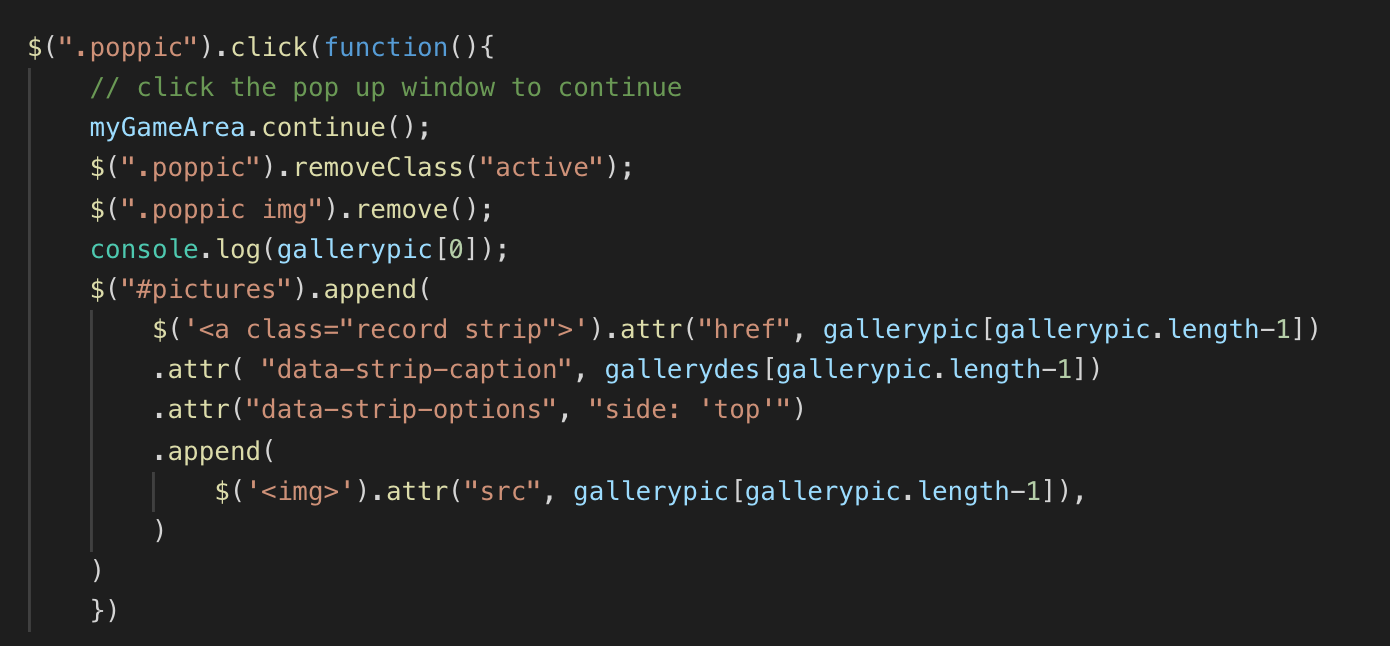 $(".poppic").click(function(){
    // click the pop up window to continue
    myGameArea.continue();
    $(".poppic").removeClass("active");
    $(".poppic img").remove();
    console.log(gallerypic[0]);
    $("#pictures").append(
        $('<a class="record strip">').attr("href", gallerypic[gallerypic.length-1])
        .attr( "data-strip-caption", gallerydes[gallerypic.length-1])
        .attr("data-strip-options", "side: 'top'")
        .append(
            $('<img>').attr("src", gallerypic[gallerypic.length-1]),
        )
    )
    })